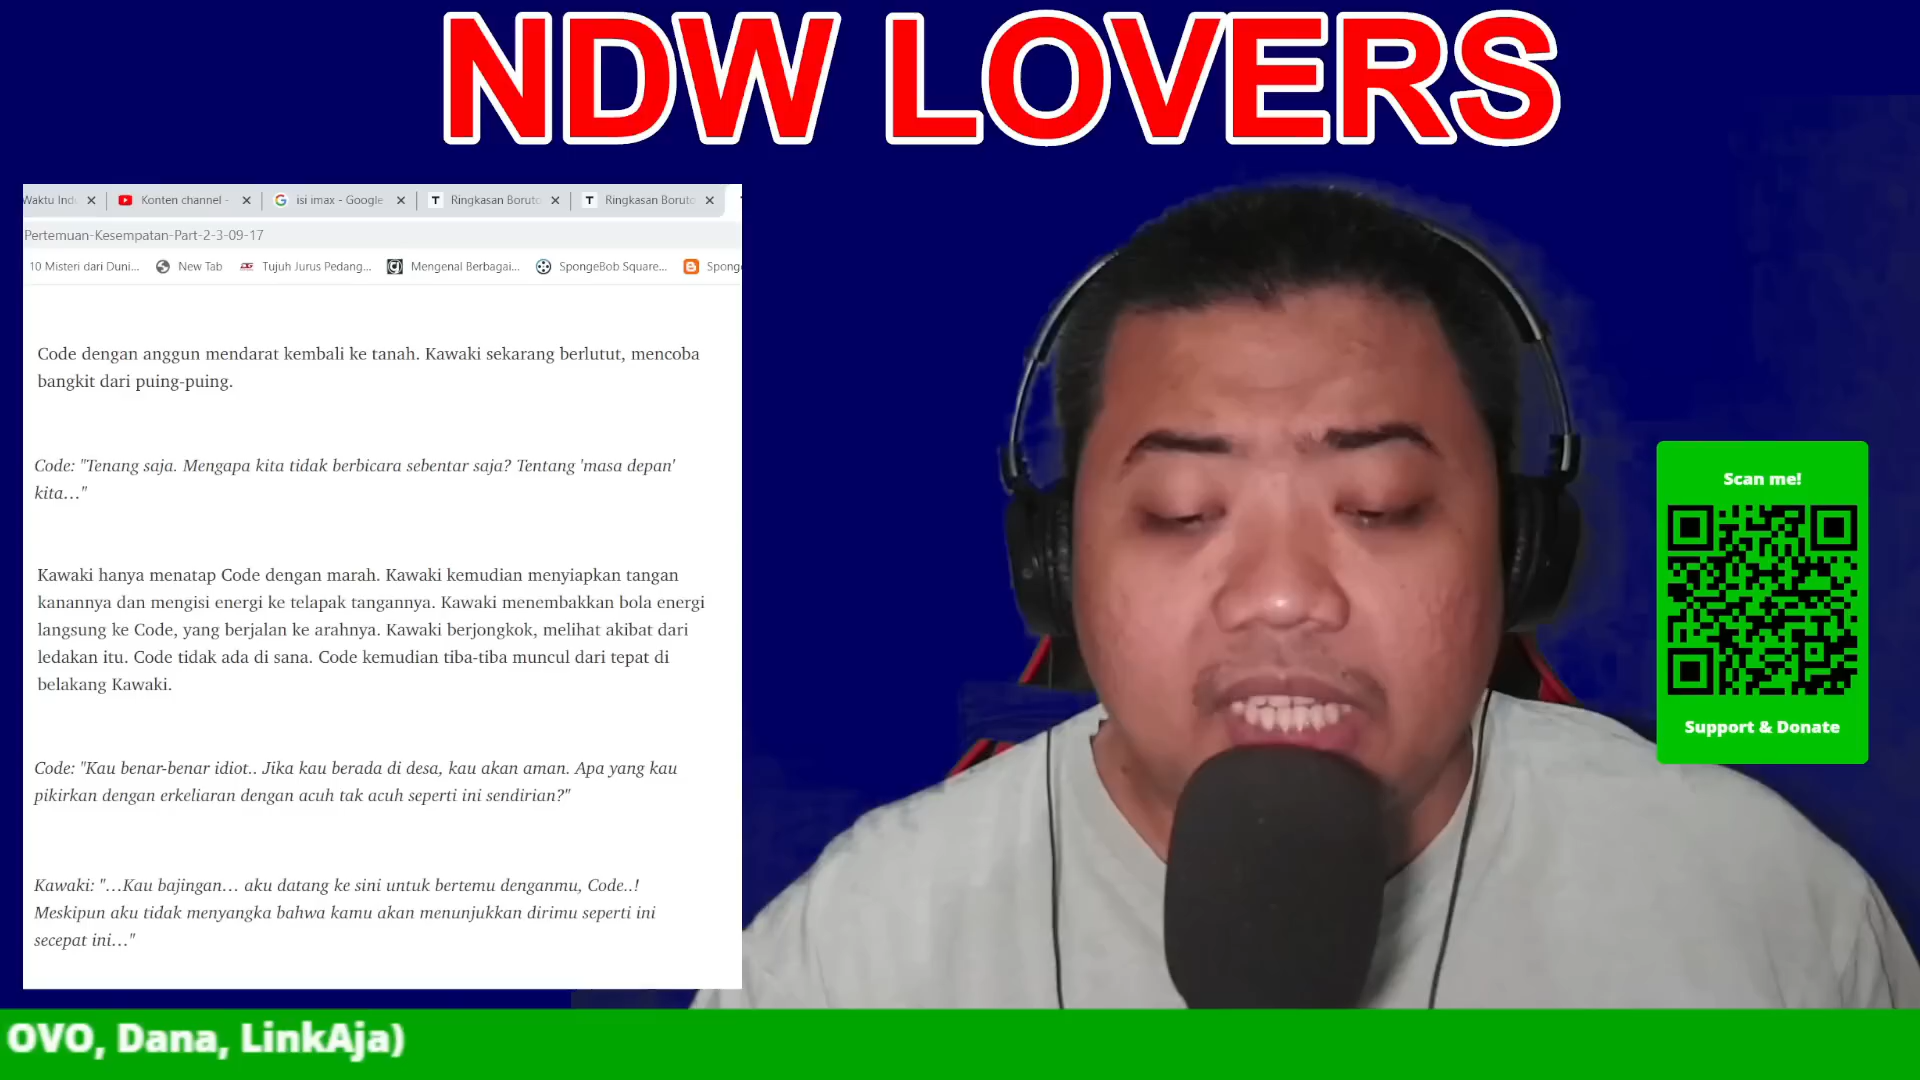 NDW LOVERS
Waktu Ind
Konten channel -
isi imax - Google
Ringkasan Boruto
Ringkasan Boruto
Pertemuan-Kesempatan-Part-2-3-09-17
10 Misteri dari Duni...
New Tab
Tujuh Jurus Pedang...
Mengenal Berbagai...
SpongeBob Square...
Spong
Code dengan anggun mendarat kembali ke tanah. Kawaki sekarang berlutut, mencoba
bangkit dari puing-puing.
Code: "Tenang saja. Mengapa kita tidak berbicara sebentar saja? Tentang 'masa depan'
kita…"
Kawaki hanya menatap Code dengan marah. Kawaki kemudian menyiapkan tangan
kanannya dan mengisi energi ke telapak tangannya. Kawaki menembakkan bola energi
langsung ke Code, yang berjalan ke arahnya. Kawaki berjongkok, melihat akibat dari
ledakan itu. Code tidak ada di sana. Code kemudian tiba-tiba muncul dari tepat di
belakang Kawaki.
Code: "Kau benar-benar idiot.. Jika kau berada di desa, kau akan aman. Apa yang kau
pikirkan dengan erkeliaran dengan acuh tak acuh seperti ini sendirian?"
Kawaki: "…Kau bajingan… aku datang ke sini untuk bertemu denganmu, Code..!
Meskipun aku tidak menyangka bahwa kamu akan menunjukkan dirimu seperti ini
secepat ini…"
Scan me!
Support & Donate
OVO, Dana, LinkAja)